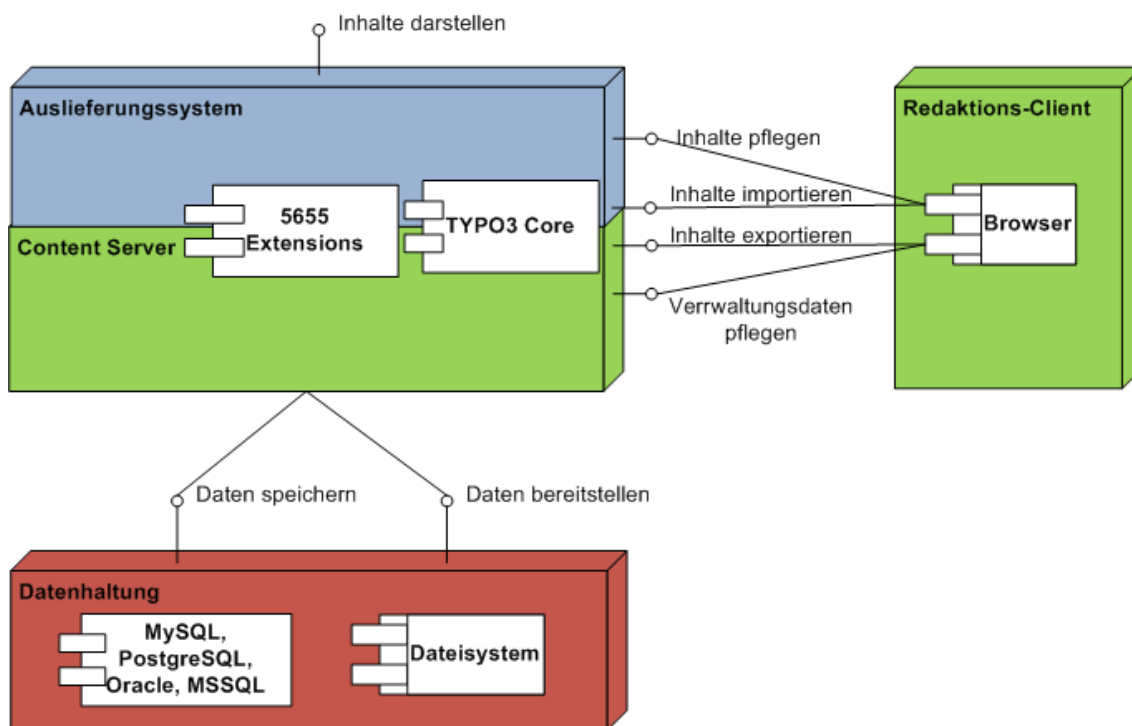 Inhalte darstellen
Auslieferungssystem
Redaktions-Client
Inhalte pflegen
5655
Extensions
TYPO3 Core
Inhalte importieren
Browser
Content Server
Inhalte exportieren
Verrwaltungsdaten
pflegen
Daten speichern
Daten bereitstellen
Datenhaltung
MySQL,
PostgreSQL,
Oracle, MSSQL
Dateisystem